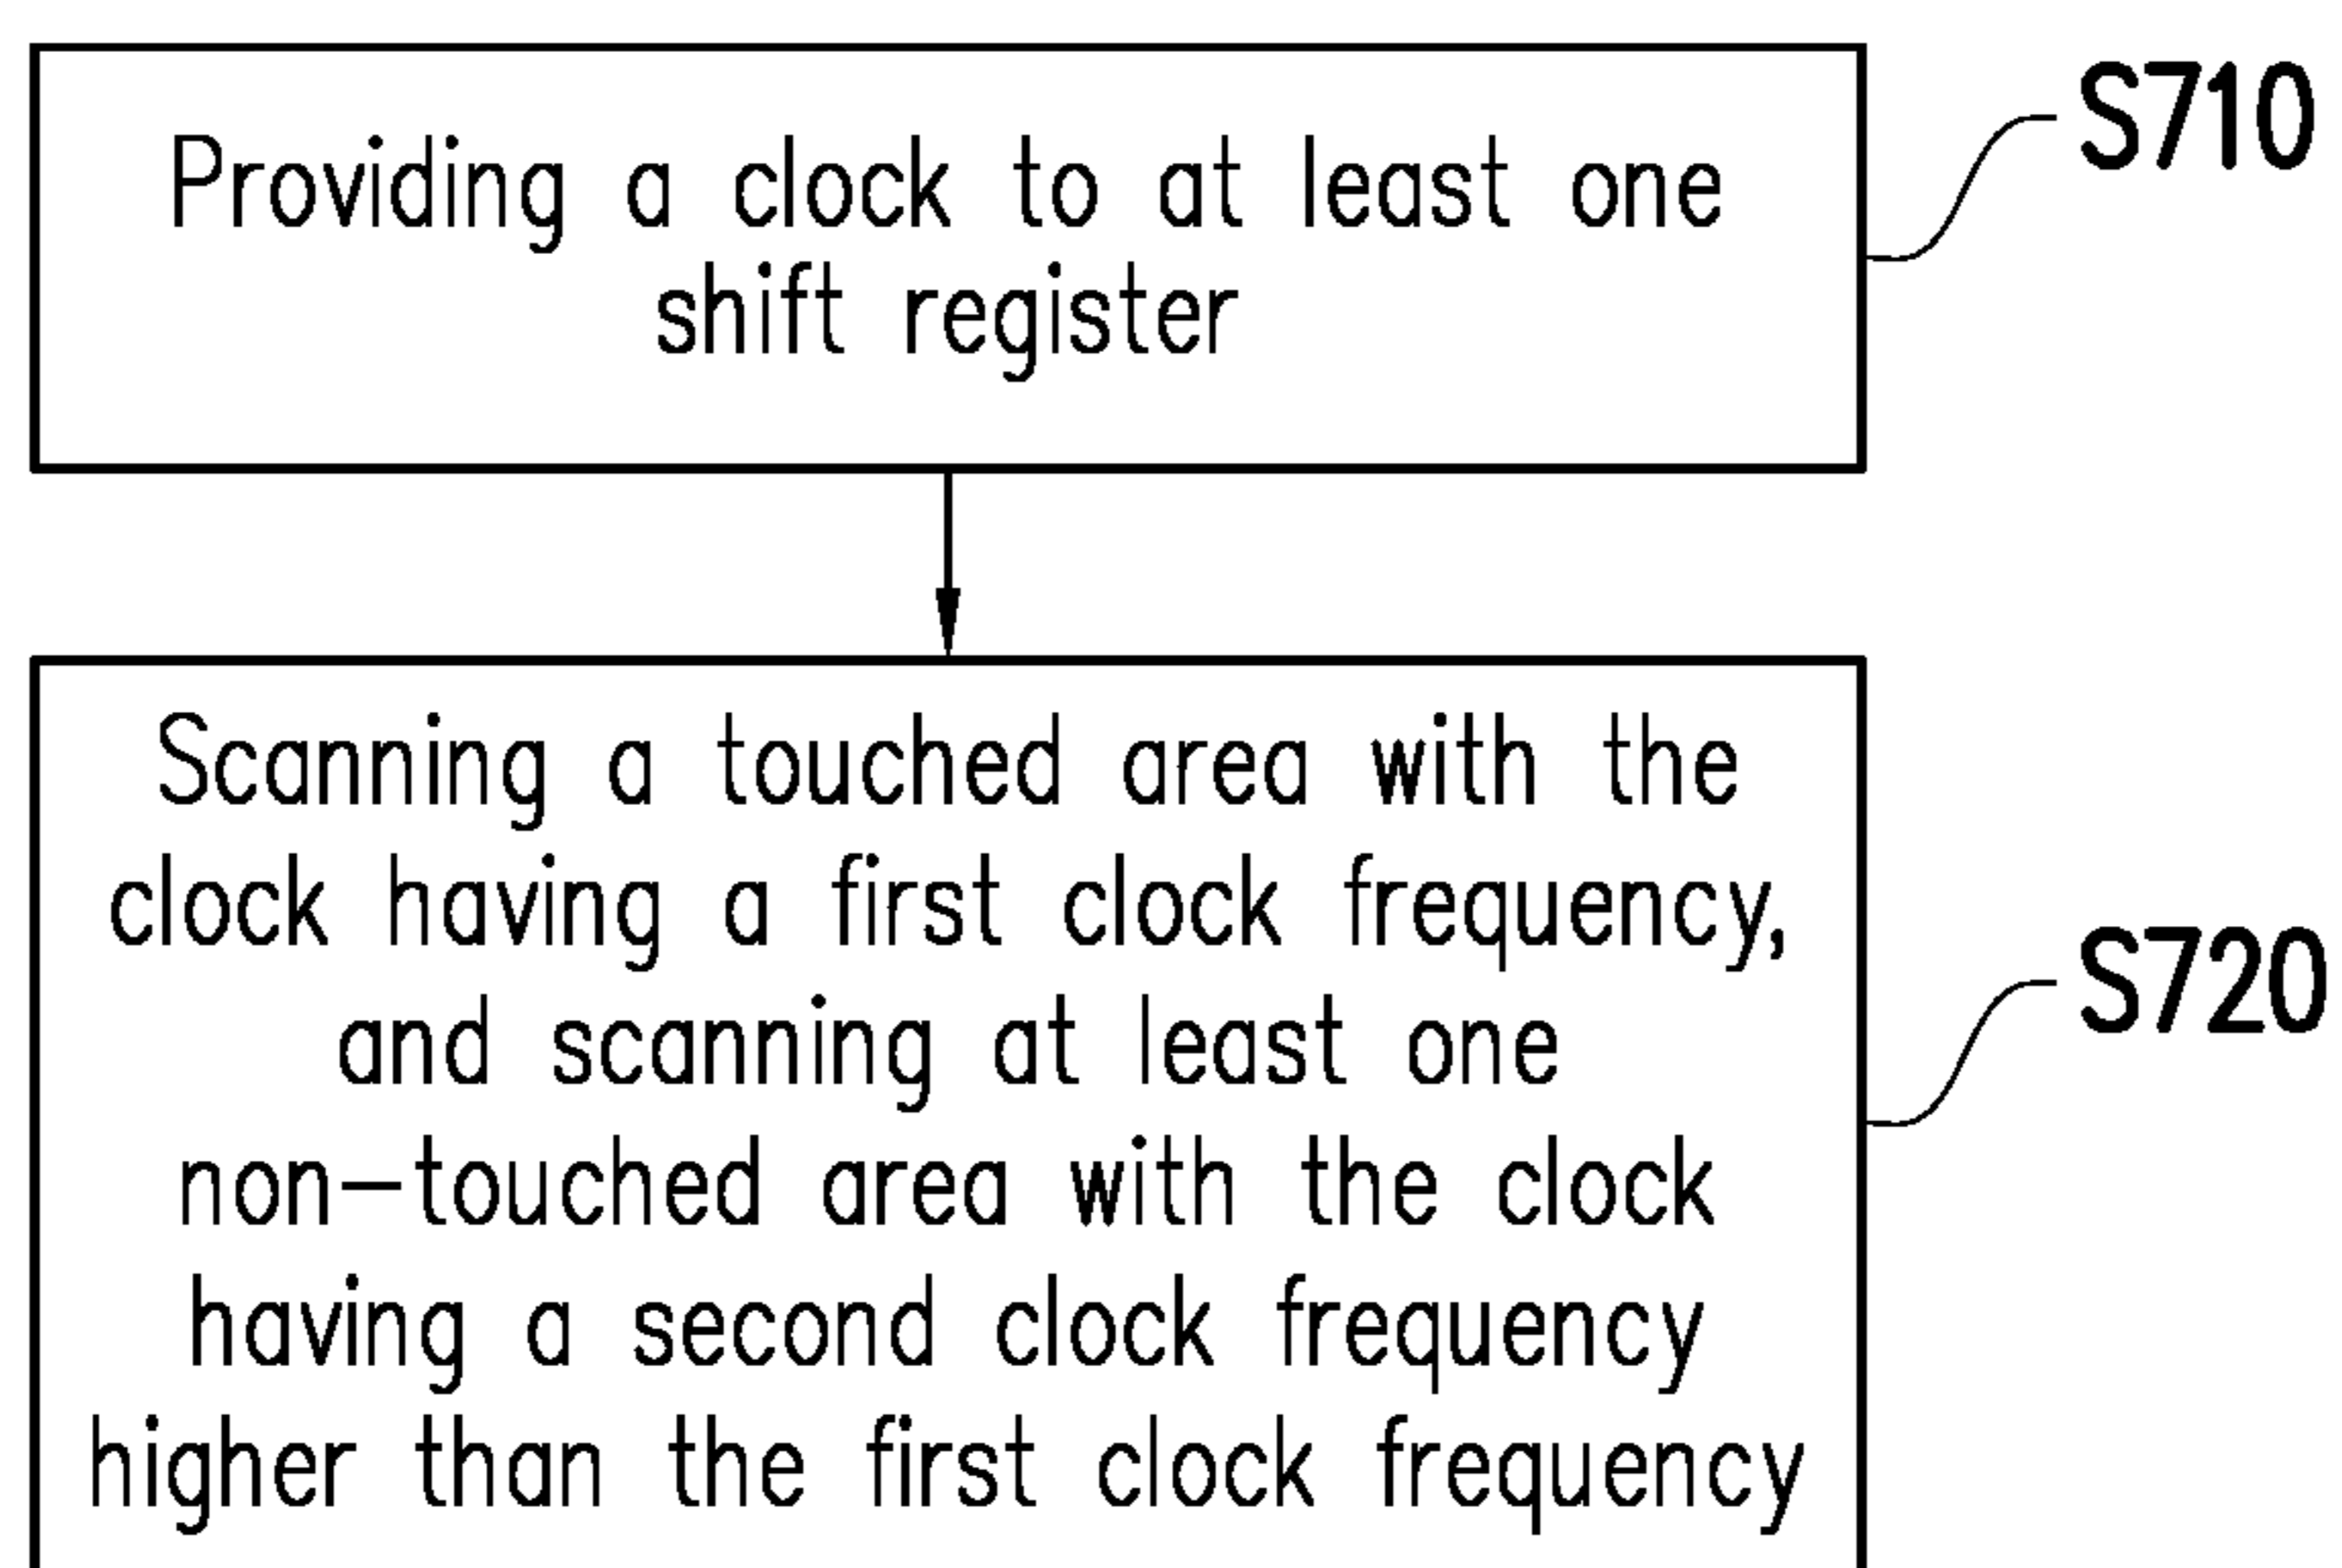 Providing a clock to at least one
shift register
S710
Scanning a touched area with the
clock having a first clock frequency,
and scanning at least one
non-touched area with the clock
having a second clock frequency
higher than the first clock frequency
S720